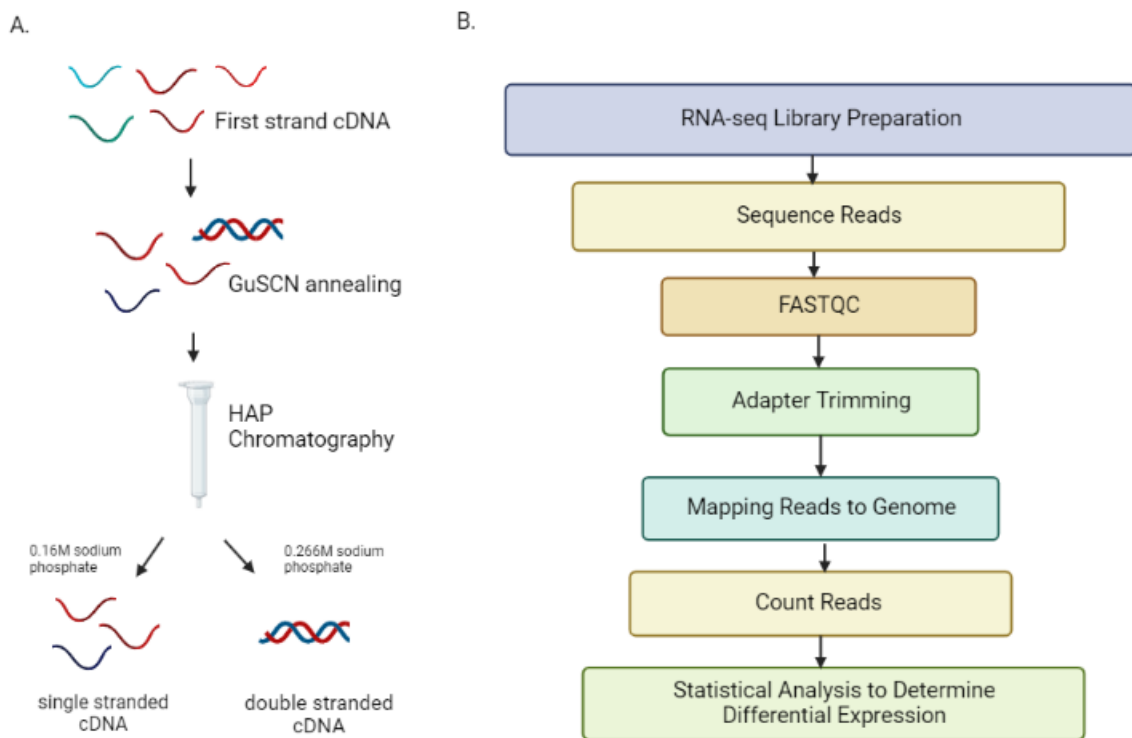 A.
First strand cDNA
GuSCN annealing
HAP
Chromatography
0.16M sodium
phosphate
0.266M sodium
phosphate
single stranded
cDNA
double stranded
cDNA
B.
RNA-seq Library Preparation
Sequence Reads
FASTQC
Adapter Trimming
Mapping Reads to Genome
Count Reads
Statistical Analysis to Determine
Differential Expression